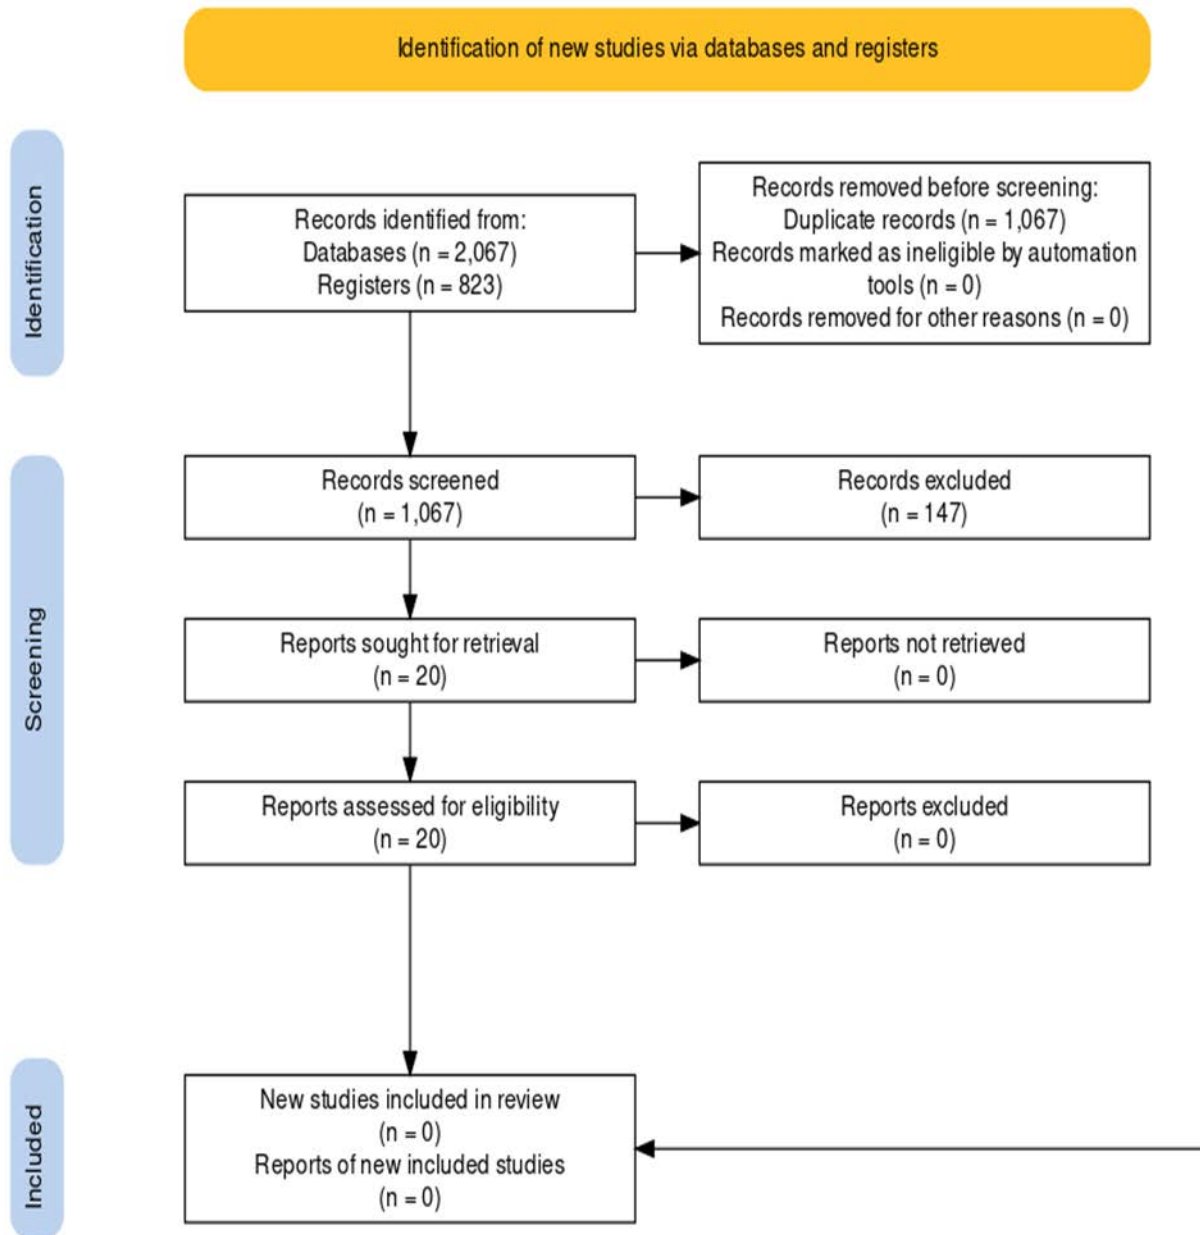 Identification of new studies via databases and registers
Identification
Records identified from:
Databases (n = 2,067)
Registers (n = 823)
Records removed before screening:
Duplicate records (n = 1,067)
Records marked as ineligible by automation
tools (n = 0)
Records removed for other reasons (n = 0)
Screening
Records screened
(n = 1,067)
Records excluded
(n = 147)
Reports sought for retrieval
(n = 20)
Reports not retrieved
(n = 0)
Reports assessed for eligibility
(n = 20)
Reports excluded
(n = 0)
Included
New studies included in review
(n = 0)
Reports of new included studies
(n = 0)